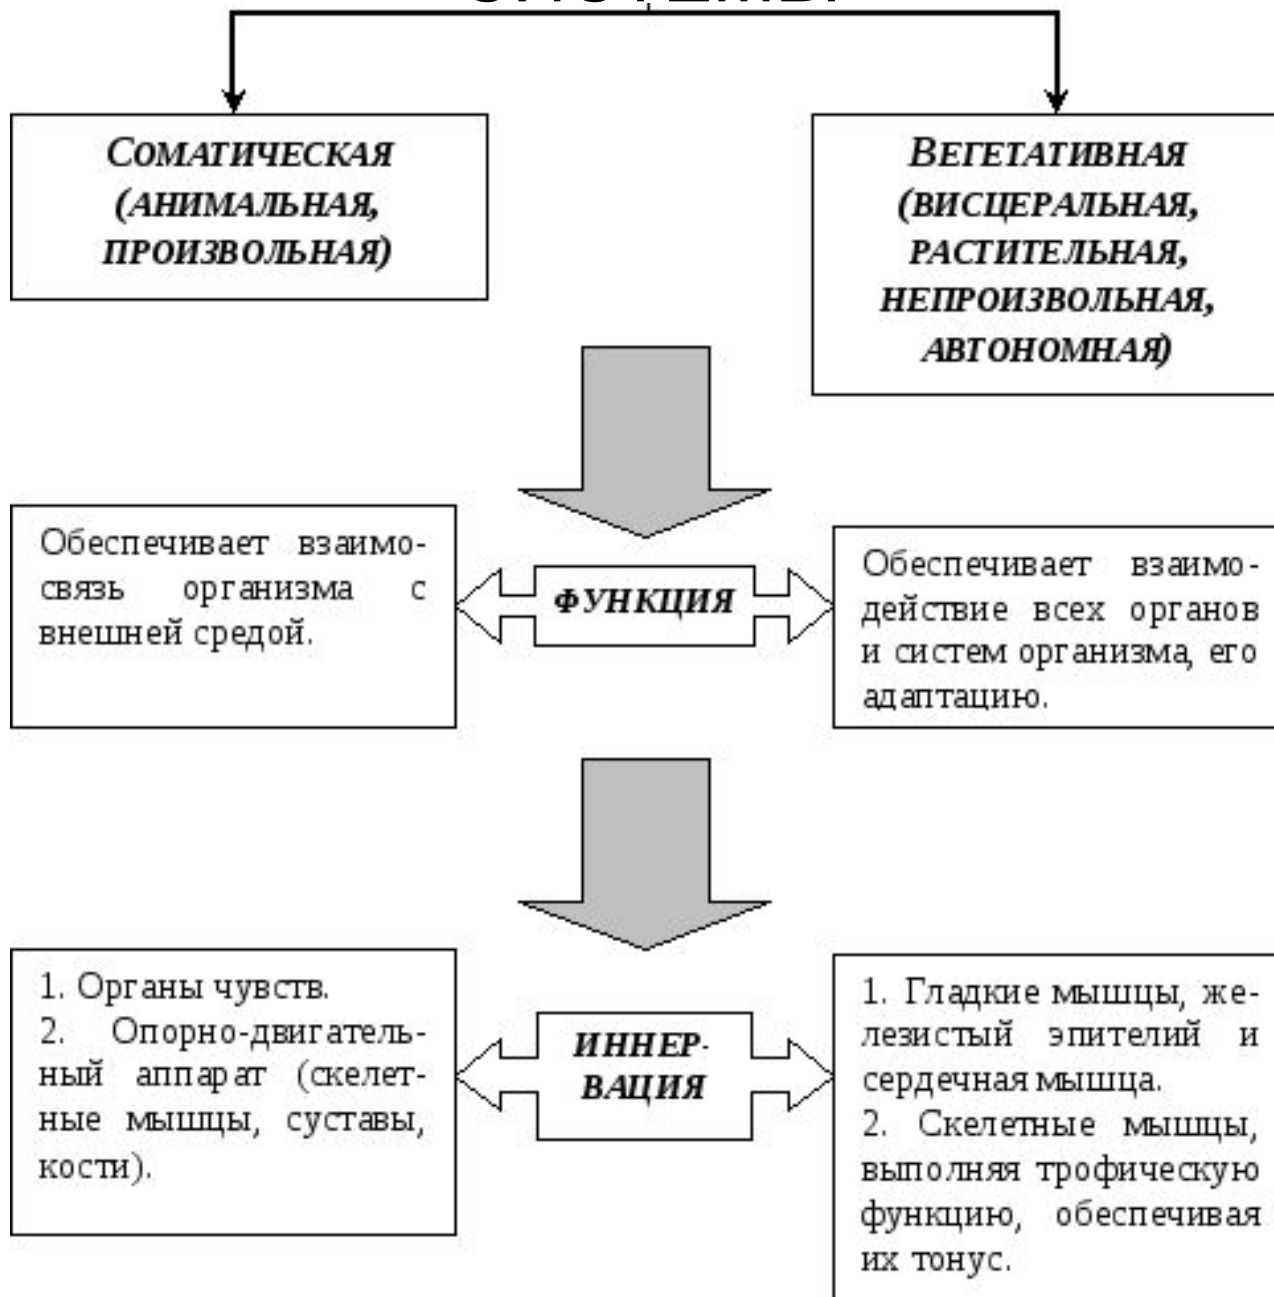 СИСТЕМЫ
СОМАТИЧЕСКАЯ
(АНИМАЛЬНАЯ,
ПРОИЗВОЛЬНАЯ)
ВЕГЕТАТИВНАЯ
(ВИСЦЕРАЛЬНАЯ,
РАСТИТЕЛЬНАЯ,
НЕПРОИЗВОЛЬНАЯ,
АВТОНОМНАЯ)
Обеспечивает взаимо-
связь организма с
внешней средой.
ФУНКЦИЯ
Обеспечивает взаимо-
действие всех органов
и систем организма, его
адаптацию.
1. Органы чувств.
2. Опорно-двигатель-
ный аппарат (скелет-
ные мышцы, суставы,
кости).
ИННЕР-
ВАЦИЯ
1. Гладкие мышцы, же-
лезистый эпителий и
сердечная мышца.
2. Скелетные мышцы,
выполняя трофическую
функцию, обеспечивая
их тонус.